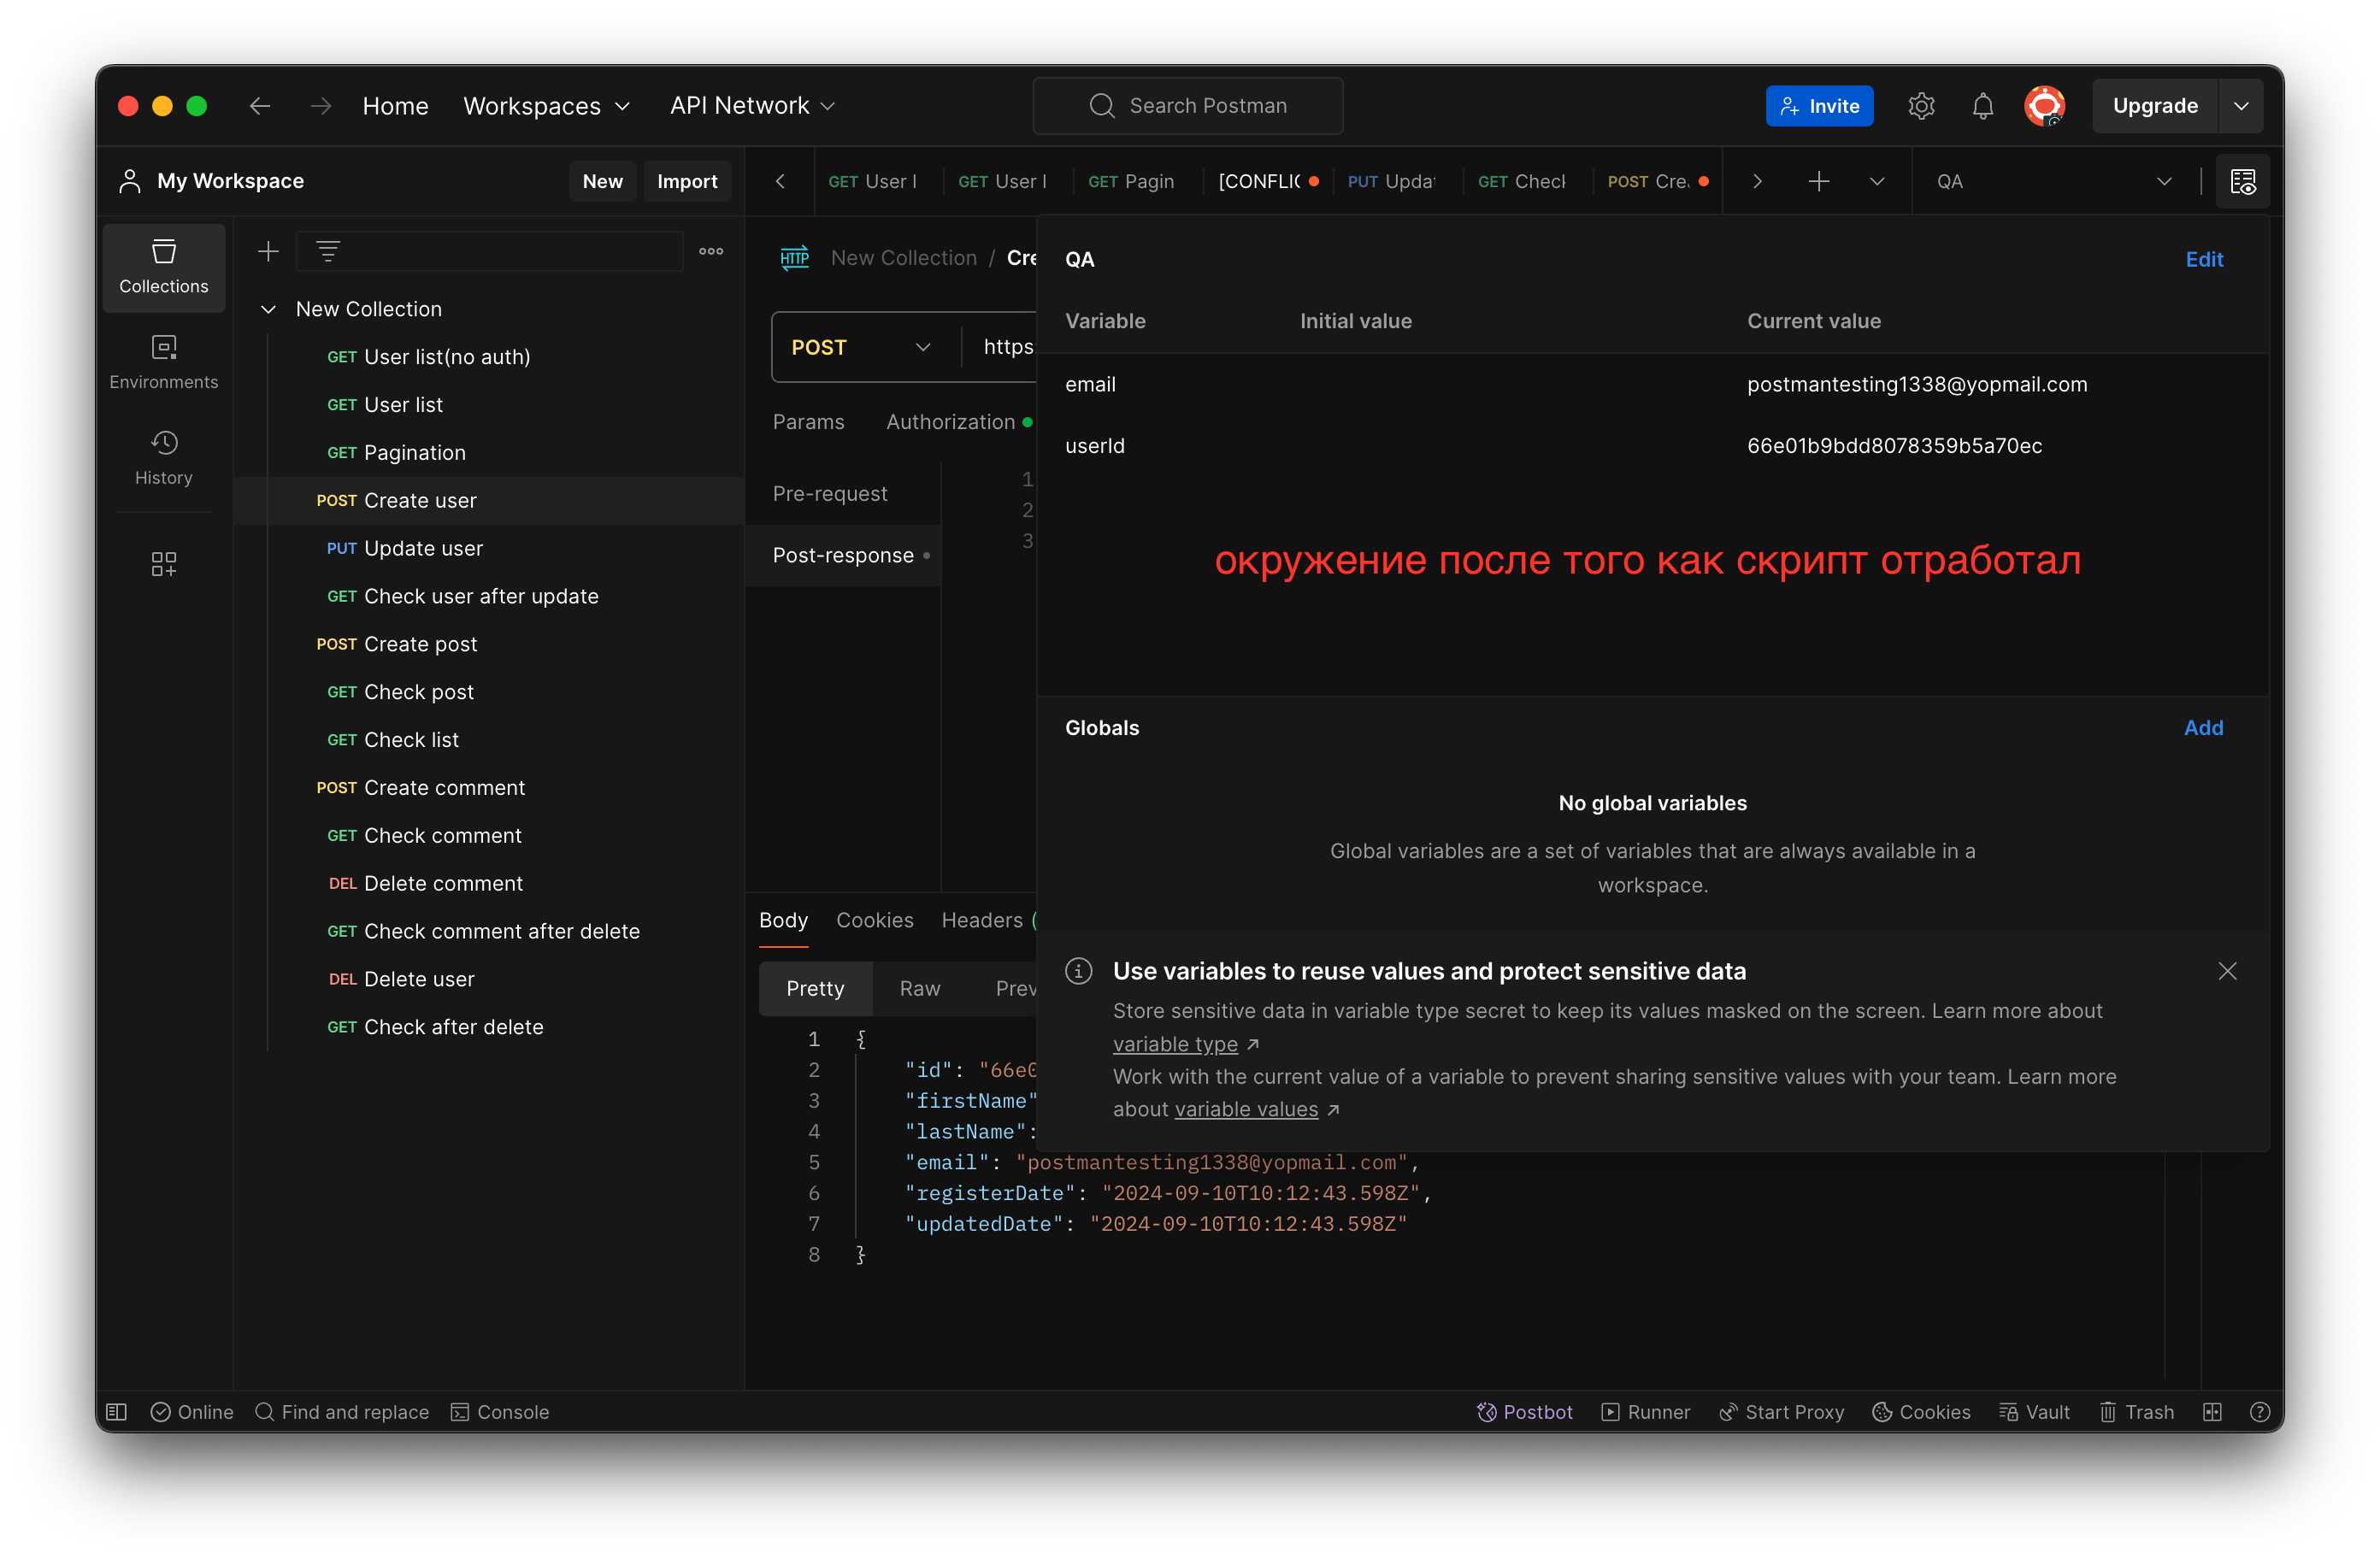 Home Workspaces API Network Search Postman Invite Upgrade
My Workspace New Import
GET User l GET User l GET Pagin [CONFLIC PUT Updat GET Check POST Cre QA
Collections
Environments
History
New Collection
GET User list(no auth)
GET User list
GET Pagination
POST Create user
PUT Update user
GET Check user after update
POST Create post
GET Check post
GET Check list
POST Create comment
GET Check comment
DEL Delete comment
GET Check comment after delete
DEL Delete user
GET Check after delete
HTTP New Collection / Cre
POST https
Params Authorization
Pre-request
Post-response
1
2
3
QA Edit
Variable Initial value Current value
email postmantesting1338@yopmail.com
userId 66e01b9bdd8078359b5a70ec
окружение после того как скрипт отработал
Globals Add
No global variables
Global variables are a set of variables that are always available in a
workspace.
Use variables to reuse values and protect sensitive data
Store sensitive data in variable type secret to keep its values masked on the screen. Learn more about
variable type ↗
Work with the current value of a variable to prevent sharing sensitive values with your team. Learn more
about variable values ↗
Body Cookies Headers (
Pretty Raw Prev
1 {
2 "id": "66e0
3 "firstName"
4 "lastName":
5 "email": "postmantesting1338@yopmail.com",
6 "registerDate": "2024-09-10T10:12:43.598Z",
7 "updatedDate": "2024-09-10T10:12:43.598Z"
8 }
Online Find and replace Console Postbot Runner Start Proxy Cookies Vault Trash